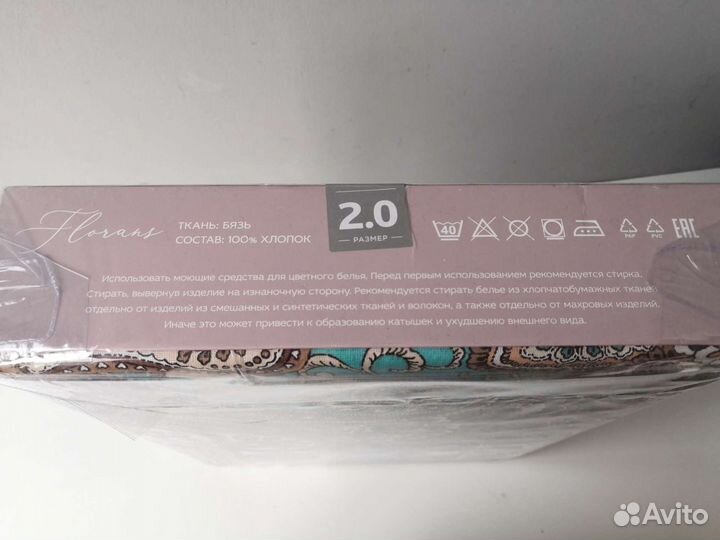 Florans
ТКАНЬ: БЯЗЬ
СОСТАВ: 100% ХЛОПОК
2.0
РАЗМЕР
40
PAP
PVC
EAC
Использовать моющие средства для цветного белья. Перед первым использованием рекомендуется стирка.
Стирать, вывернув изделие на изнаночную сторону. Рекомендуется стирать белье из хлопчатобумажных тканей
отдельно от изделий из смешанных и синтетических тканей и волокон, а также отдельно от махровых изделий.
Иначе это может привести к образованию катышек и ухудшению внешнего вида.
Avito